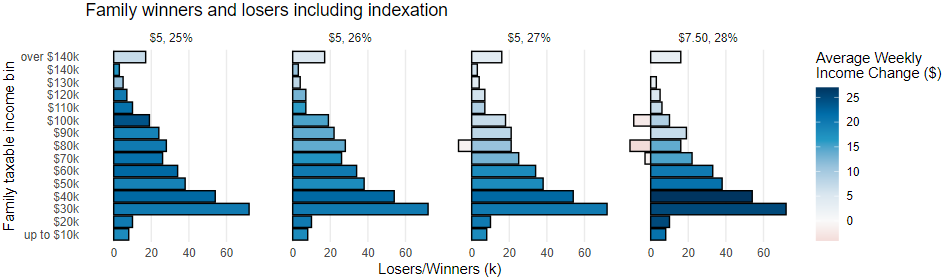 Family winners and losers including indexation
$5, 25%
$5, 26%
$5, 27%
$7.50, 28%
Family taxable income bin
over $140k
$140k
$130k
$120k
$110k
$100k
$90k
$80k
$70k
$60k
$50k
$40k
$30k
$20k
up to $10k
0 20 40 60
0 20 40 60
0 20 40 60
0 20 40 60
Losers/Winners (k)
Average Weekly
Income Change ($)
25
20
15
10
5
0